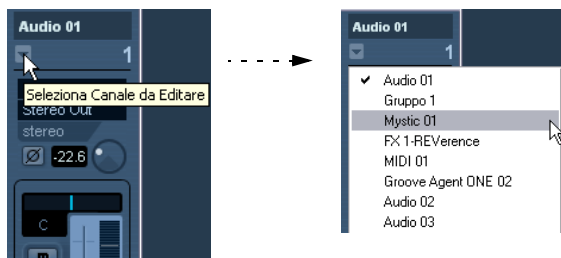 Audio 01
1
Seleziona Canale da Editare
Stereo Out
stereo
Ø -22.6
C
Audio 01
1
✔ Audio 01
Gruppo 1
Mystic 01
FX 1-REVerence
MIDI 01
Groove Agent ONE 02
Audio 02
Audio 03